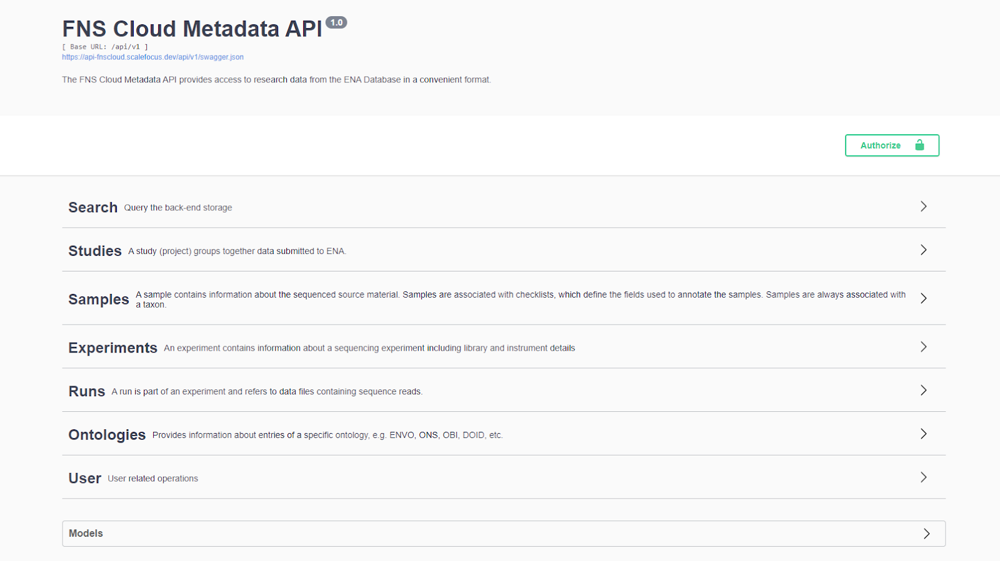 FNS Cloud Metadata API 1.0
[ Base URL: /api/v1 ]
https://api-fnscloud.scalefocus.dev/api/v1/swagger.json
The FNS Cloud Metadata API provides access to research data from the ENA Database in a convenient format.
Authorize
Search Query the back-end storage
Studies A study (project) groups together data submitted to ENA.
Samples A sample contains information about the sequenced source material. Samples are associated with checklists, which define the fields used to annotate the samples. Samples are always associated with
a taxon.
Experiments An experiment contains information about a sequencing experiment including library and instrument details
Runs A run is part of an experiment and refers to data files containing sequence reads.
Ontologies Provides information about entries of a specific ontology, e.g. ENVO, ONS, OBI, DOID, etc.
User User related operations
Models